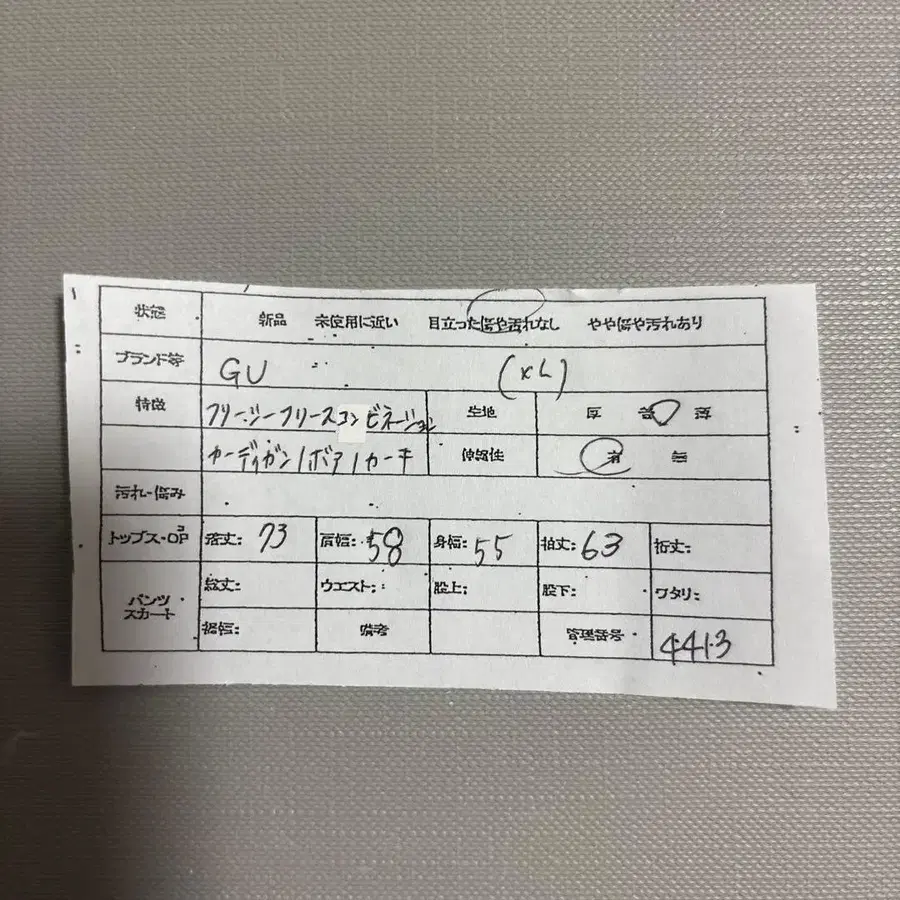 状態 新品 未使用に近い 目立った傷や汚れなし やや傷や汚れあり
ブランド等 GU (XL)
特徴 フリージーフリースコンビネーション 生地 厚 普 薄
カーディガン/ボア/カーキ 伸縮性 有 無
汚れ・傷み
トップス・OP 着丈: 73 肩幅: 58 身幅: 55 袖丈: 63 裄丈:
パンツ 総丈: ウエスト: 股上: 股下: ワタリ:
スカート 裾幅: 備考 管理番号 4413